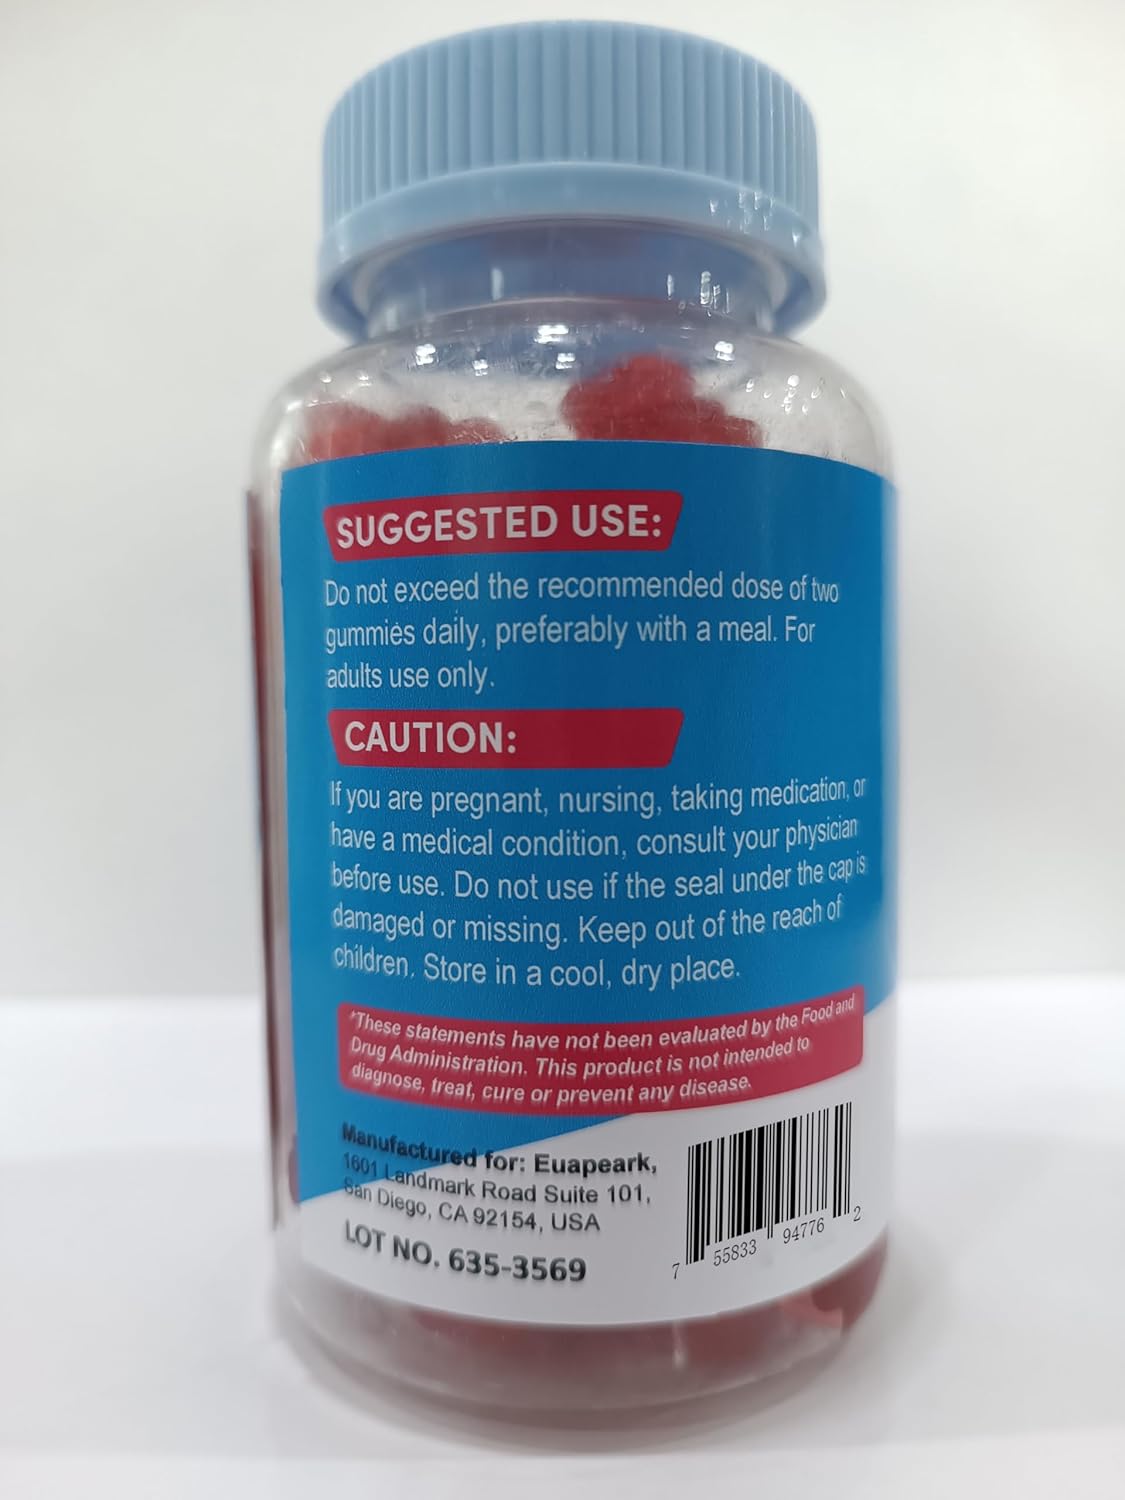 SUGGESTED USE:
Do not exceed the recommended dose of two
gummies daily, preferably with a meal. For
adults use only.
CAUTION:
If you are pregnant, nursing, taking medication, or
have a medical condition, consult your physician
before use. Do not use if the seal under the cap is
damaged or missing. Keep out of the reach of
children. Store in a cool, dry place.
*These statements have not been evaluated by the Food and
Drug Administration. This product is not intended to
diagnose, treat, cure or prevent any disease.
Manufactured for: Euapeark,
1601 Landmark Road Suite 101,
San Diego, CA 92154, USA
LOT NO. 635-3569
7 55833 94776 2